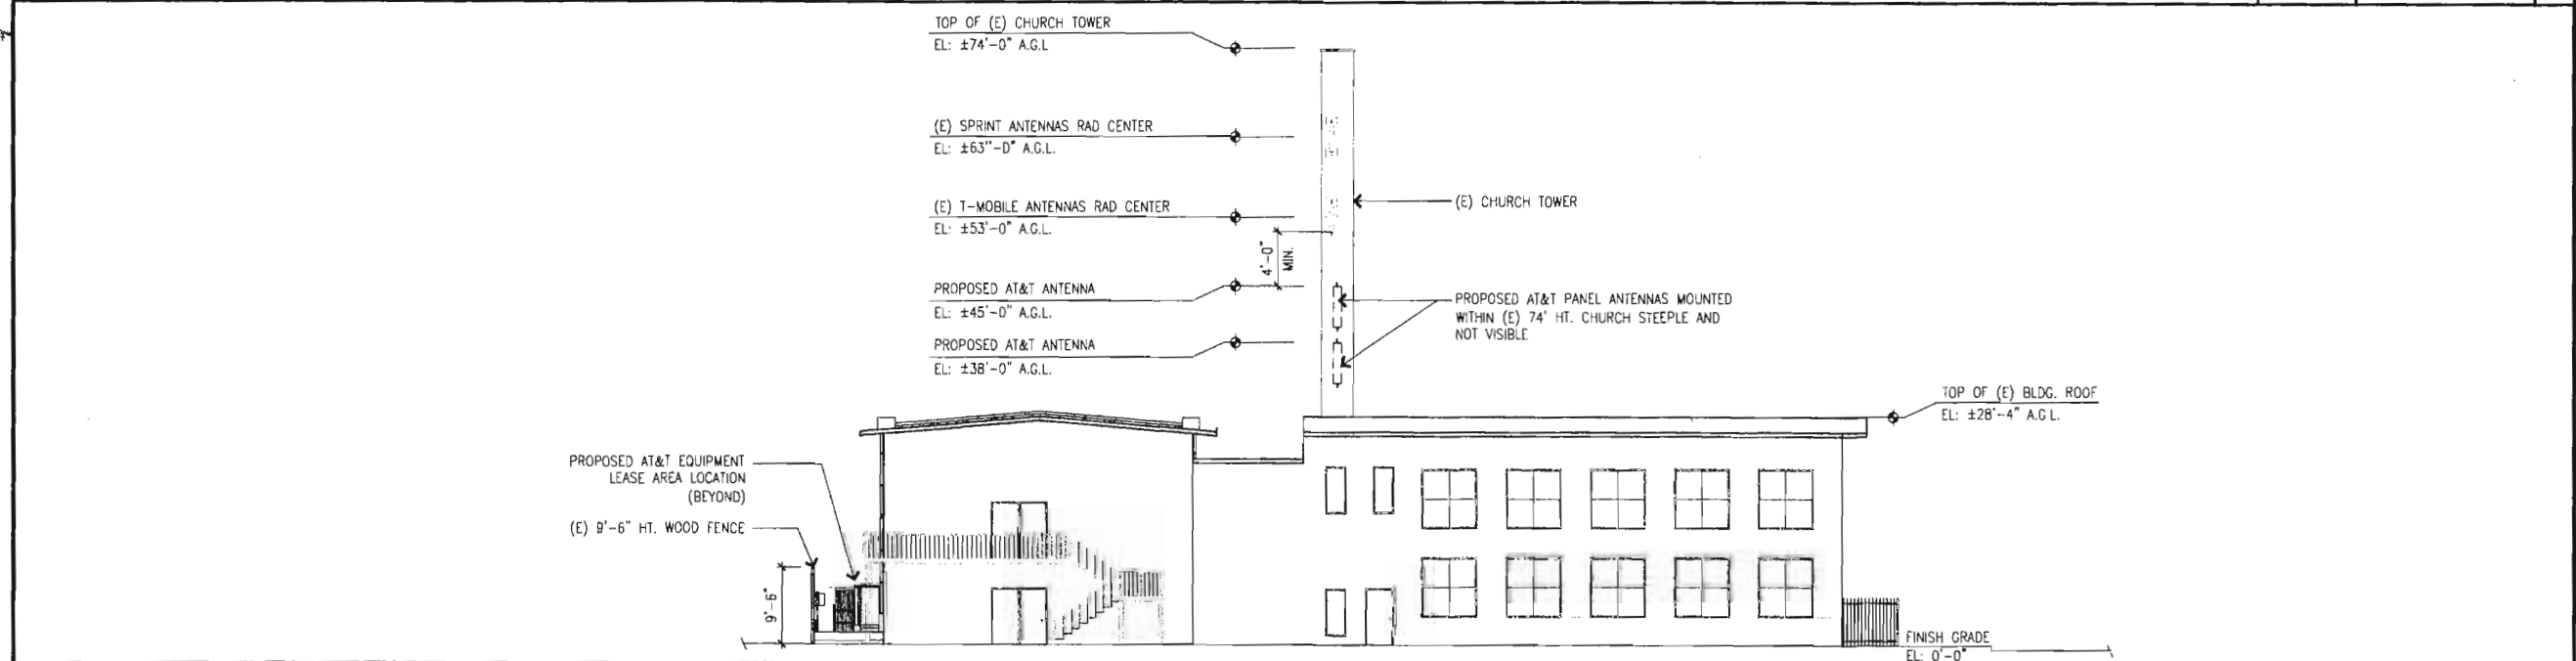 TOP OF (E) CHURCH TOWER
EL: ±74'-0" A.G.L
(E) SPRINT ANTENNAS RAD CENTER
EL: ±63"-0" A.G.L.
(E) T-MOBILE ANTENNAS RAD CENTER
EL: ±53'-0" A.G.L.
4'-0"
MIN.
PROPOSED AT&T ANTENNA
EL: ±45'-0" A.G.L.
PROPOSED AT&T ANTENNA
EL: ±38'-0" A.G.L.
(E) CHURCH TOWER
PROPOSED AT&T PANEL ANTENNAS MOUNTED
WITHIN (E) 74' HT. CHURCH STEEPLE AND
NOT VISIBLE
TOP OF (E) BLDG. ROOF
EL: ±28'-4" A.G.L.
PROPOSED AT&T EQUIPMENT
LEASE AREA LOCATION
(BEYOND)
(E) 9'-6" HT. WOOD FENCE
9'-6"
FINISH GRADE
EL: 0'-0"